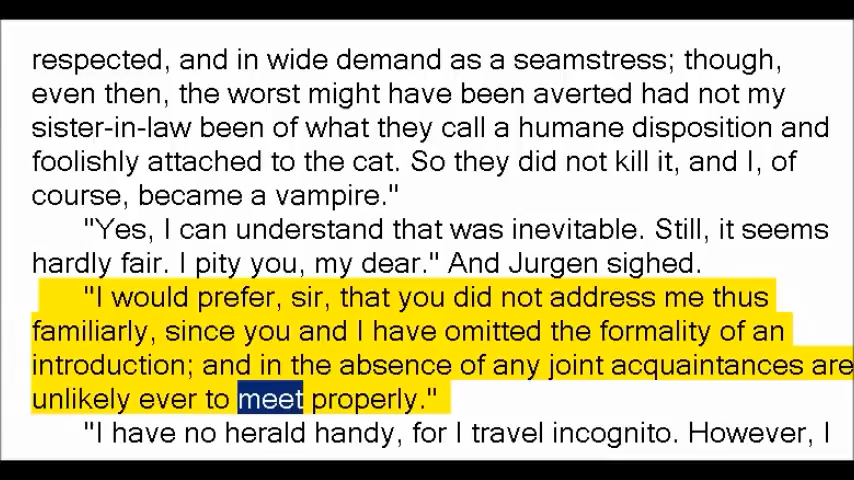 respected, and in wide demand as a seamstress; though,
even then, the worst might have been averted had not my
sister-in-law been of what they call a humane disposition and
foolishly attached to the cat. So they did not kill it, and I, of
course, became a vampire."
"Yes, I can understand that was inevitable. Still, it seems
hardly fair. I pity you, my dear." And Jurgen sighed.
"I would prefer, sir, that you did not address me thus
familiarly, since you and I have omitted the formality of an
introduction; and in the absence of any joint acquaintances are
unlikely ever to meet properly."
"I have no herald handy, for I travel incognito. However, I